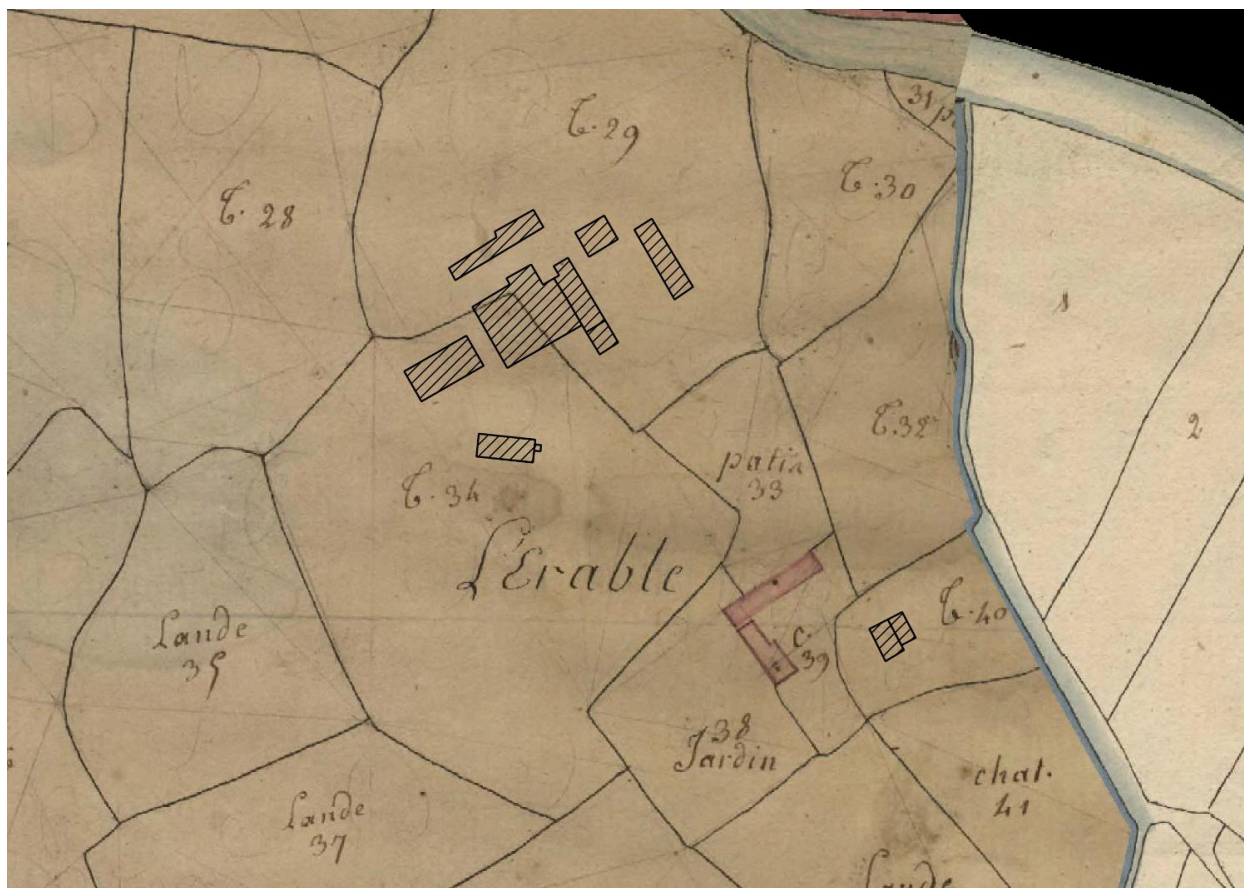 31 p.
T. 29
T. 30
T. 28
1
2
T. 32
patis
33
T. 34
L'Erable
T. 40
Lande
35
c.
39
38
Jardin
chat.
41
Lande
37
Lande